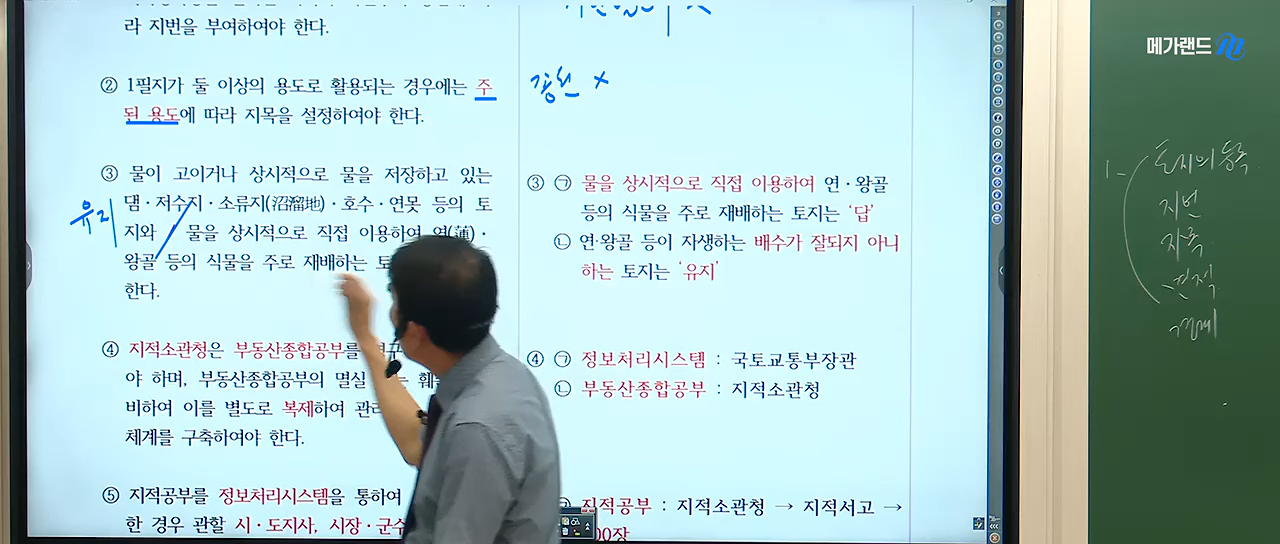 라 지번을 부여하여야 한다.
② 1필지가 둘 이상의 용도로 활용되는 경우에는 주
된 용도에 따라 지목을 설정하여야 한다.
③ 물이 고이거나 상시적으로 물을 저장하고 있는
댐·저수지·소류지(沼溜地)·호수·연못 등의 토
지와 물을 상시적으로 직접 이용하여 연(蓮)·
왕골 등의 식물을 주로 재배하는 토
한다.
유지
④ 지적소관청은 부동산종합공부를 영구
야 하며, 부동산종합공부의 멸실
비하여 이를 별도로 복제하여 관리
체계를 구축하여야 한다.
⑤ 지적공부를 정보처리시스템을 통하여
한 경우 관할 시·도지사, 시장·군수
③ ㉠ 물을 상시적으로 직접 이용하여 연·왕골
등의 식물을 주로 재배하는 토지는 ‘답’
㉡ 연·왕골 등이 자생하는 배수가 잘되지 아니
하는 토지는 ‘유지’
④ ㉠ 정보처리시스템 : 국토교통부장관
㉡ 부동산종합공부 : 지적소관청
지적공부 : 지적소관청 → 지적서고 →
00장
메가랜드
1.
토지의 등록
지번
지목
면적
경계